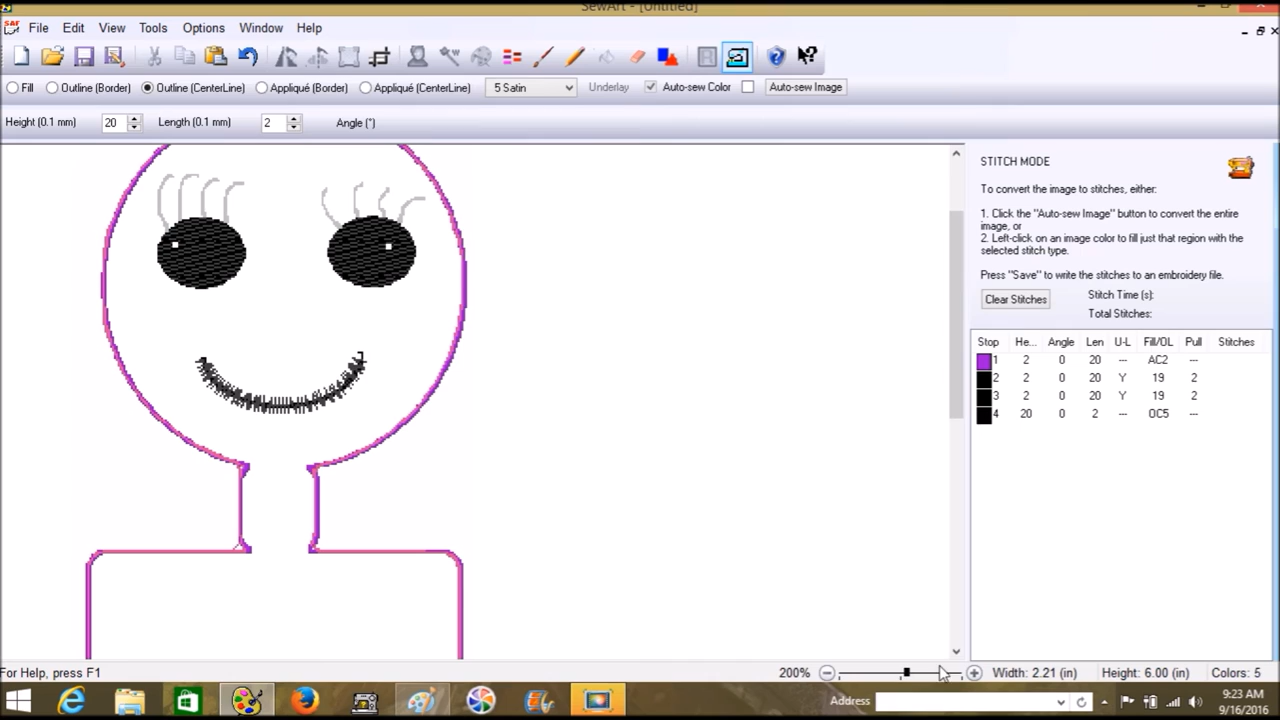 SewArt - [Untitled]
File Edit View Tools Options Window Help
Fill Outline (Border) Outline (CenterLine) Appliqué (Border) Appliqué (CenterLine) 5 Satin Underlay Auto-sew Color Auto-sew Image
Height (0.1 mm) 20 Length (0.1 mm) 2 Angle (°)
STITCH MODE
To convert the image to stitches, either:
1. Click the "Auto-sew Image" button to convert the entire
image, or
2. Left-click on an image color to fill just that region with the
selected stitch type.
Press "Save" to write the stitches to an embroidery file.
Clear Stitches Stitch Time (s):
Total Stitches:
Stop He... Angle Len U-L Fill/OL Pull Stitches
1 2 0 20 --- AC2 ---
2 2 0 20 Y 19 2
3 2 0 20 Y 19 2
4 20 0 2 --- OC5 ---
For Help, press F1 200% Width: 2.21 (in) Height: 6.00 (in) Colors: 5
Address 9:23 AM
9/16/2016